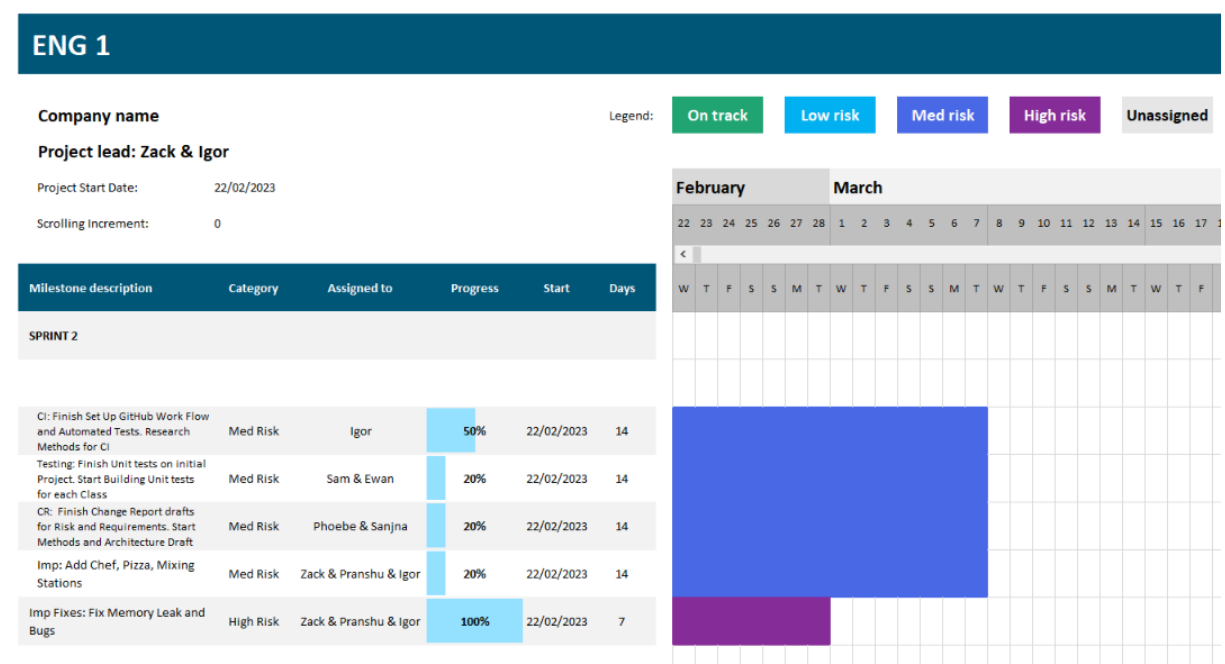 ENG 1
Company name
Legend:
On track
Low risk
Med risk
High risk
Unassigned
Project lead: Zack & Igor
Project Start Date: 22/02/2023
Scrolling Increment: 0
February March
22 23 24 25 26 27 28 1 2 3 4 5 6 7 8 9 10 11 12 13 14 15 16 17
Milestone description Category Assigned to Progress Start Days
W T F S S M T W T F S S M T W T F S S M T W T F
SPRINT 2
CI: Finish Set Up GitHub Work Flow
and Automated Tests. Research
Methods for CI
Med Risk Igor 50% 22/02/2023 14
Testing: Finish Unit tests on initial
Project. Start Building Unit tests
for each Class
Med Risk Sam & Ewan 20% 22/02/2023 14
CR: Finish Change Report drafts
for Risk and Requirements. Start
Methods and Architecture Draft
Med Risk Phoebe & Sanjna 20% 22/02/2023 14
Imp: Add Chef, Pizza, Mixing
Stations
Med Risk Zack & Pranshu & Igor 20% 22/02/2023 14
Imp Fixes: Fix Memory Leak and
Bugs
High Risk Zack & Pranshu & Igor 100% 22/02/2023 7